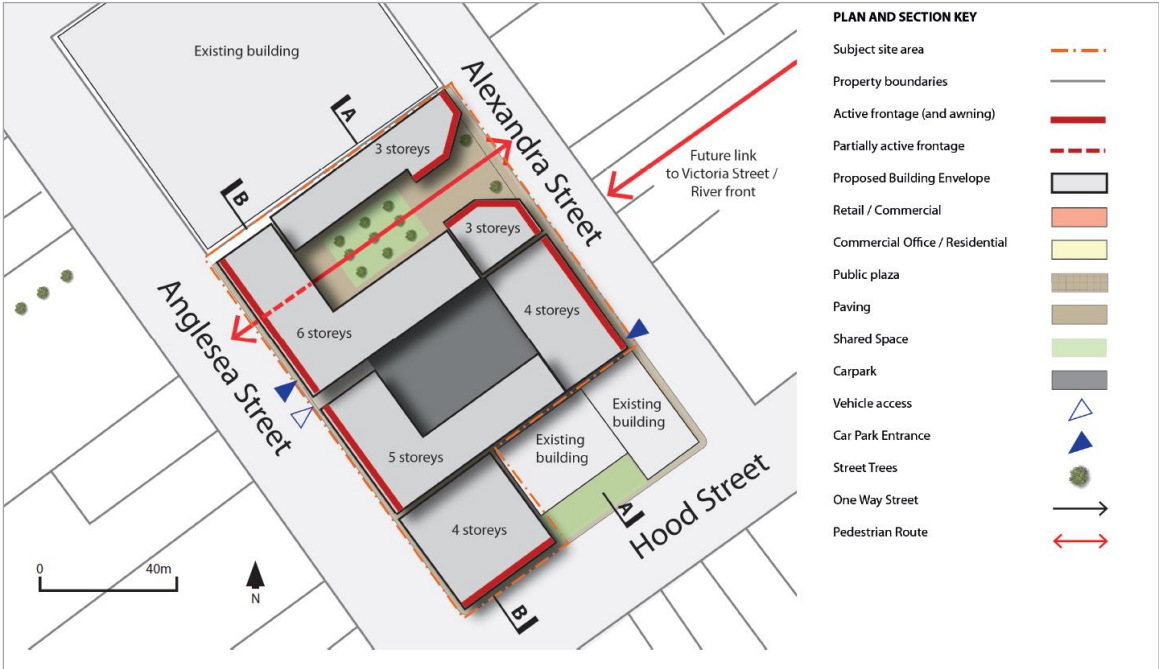 Existing building
Alexandra Street
A
3 storeys
B
Future link
to Victoria Street /
River front
3 storeys
4 storeys
6 storeys
Anglesea Street
5 storeys
Existing
building
Existing
building
4 storeys
A
Hood Street
B
0 40m
N
PLAN AND SECTION KEY
Subject site area
Property boundaries
Active frontage (and awning)
Partially active frontage
Proposed Building Envelope
Retail / Commercial
Commercial Office / Residential
Public plaza
Paving
Shared Space
Carpark
Vehicle access
Car Park Entrance
Street Trees
One Way Street
Pedestrian Route